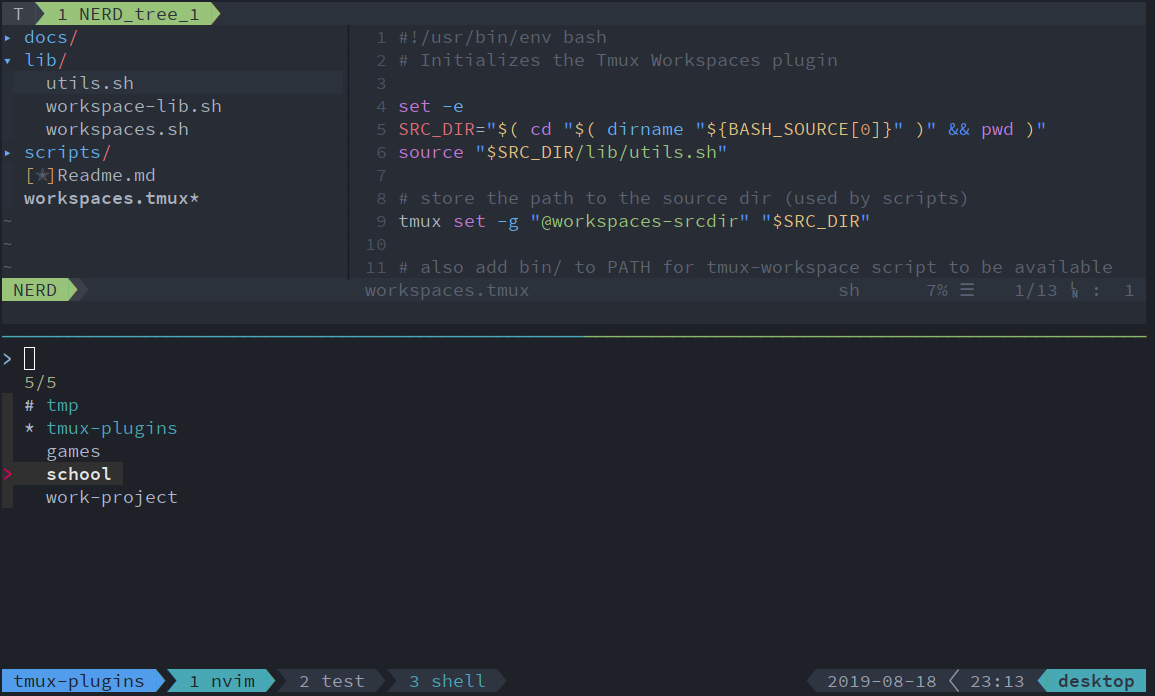 T 1 NERD_tree_1
▸ docs/
▾ lib/
utils.sh
workspace-lib.sh
workspaces.sh
▸ scripts/
[★]Readme.md
workspaces.tmux*
~
~
~
1 #!/usr/bin/env bash
2 # Initializes the Tmux Workspaces plugin
3
4 set -e
5 SRC_DIR="$( cd "$( dirname "${BASH_SOURCE[0]}" )" && pwd )"
6 source "$SRC_DIR/lib/utils.sh"
7
8 # store the path to the source dir (used by scripts)
9 tmux set -g "@workspaces-srcdir" "$SRC_DIR"
10
11 # also add bin/ to PATH for tmux-workspace script to be available
NERD workspaces.tmux sh 7% ☰ 1/13 ㏑ : 1
>
5/5
# tmp
* tmux-plugins
games
> school
work-project
tmux-plugins 1 nvim 2 test 3 shell 2019-08-18 23:13 desktop